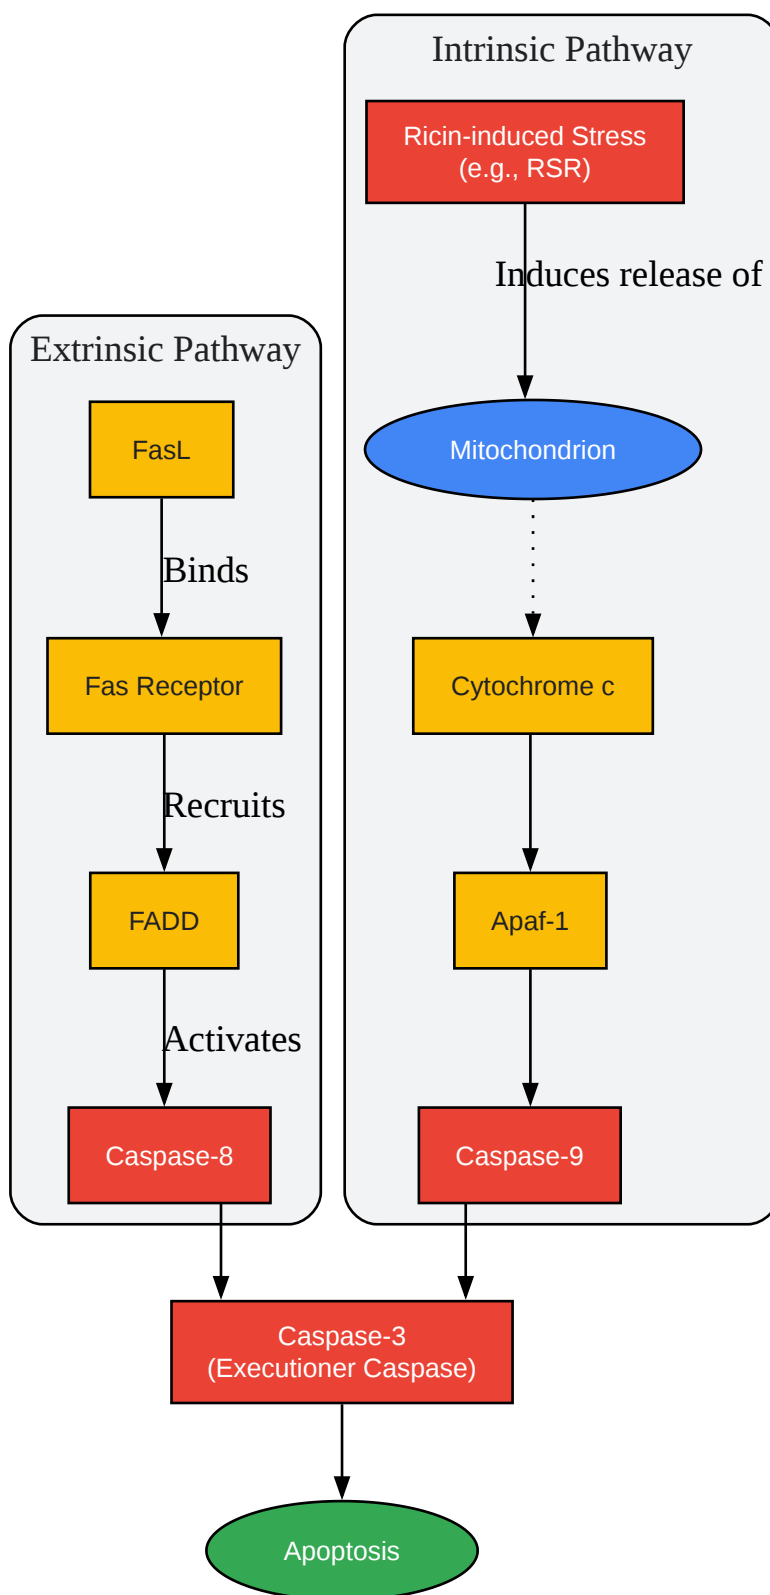 Intrinsic Pathway
Ricin-induced Stress
(e.g., RSR)
Induces release of
Mitochondrion
Cytochrome c
Apaf-1
Caspase-9
Extrinsic Pathway
FasL
Binds
Fas Receptor
Recruits
FADD
Activates
Caspase-8
Caspase-3
(Executioner Caspase)
Apoptosis